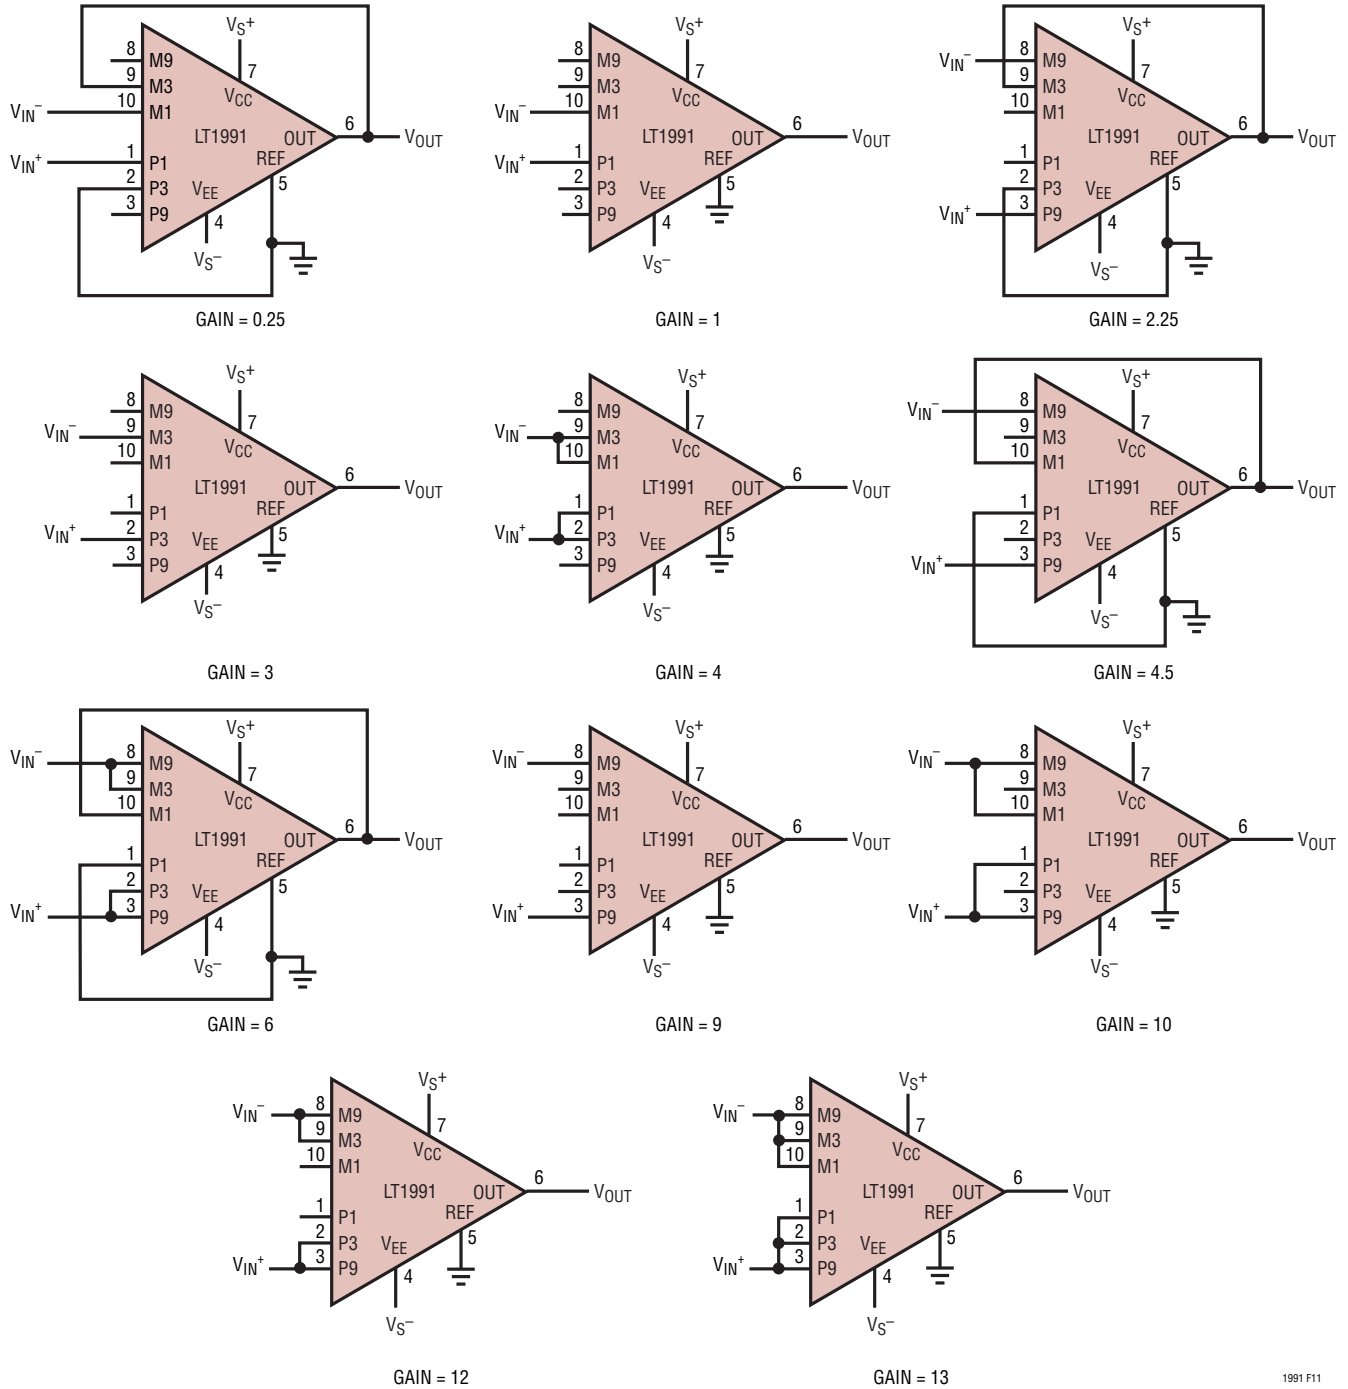 VS+ VS+ VS+
8 M9 8 M9 VIN– 8 M9
9 M3 7 9 M3 7 9 M3 7
VIN– 10 M1 VCC VIN– 10 M1 VCC 10 M1 VCC
LT1991 OUT 6 VOUT LT1991 OUT 6 VOUT LT1991 OUT 6 VOUT
VIN+ 1 P1 REF VIN+ 1 P1 REF 1 P1 REF
2 P3 VEE 5 2 P3 VEE 5 2 P3 VEE 5
3 P9 4 3 P9 4 VIN+ 3 P9 4
VS– VS– VS–
GAIN = 0.25 GAIN = 1 GAIN = 2.25
VS+ VS+ VS+
8 M9 8 M9 VIN– 8 M9
VIN– 9 M3 7 VIN– 9 M3 7 9 M3 7
10 M1 VCC 10 M1 VCC 10 M1 VCC
LT1991 OUT 6 VOUT LT1991 OUT 6 VOUT LT1991 OUT 6 VOUT
1 P1 REF 1 P1 REF 1 P1 REF
VIN+ 2 P3 VEE 5 VIN+ 2 P3 VEE 5 2 P3 VEE 5
3 P9 4 3 P9 4 VIN+ 3 P9 4
VS– VS– VS–
GAIN = 3 GAIN = 4 GAIN = 4.5
VS+ VS+ VS+
VIN– 8 M9 VIN– 8 M9 VIN– 8 M9
9 M3 7 9 M3 7 9 M3 7
10 M1 VCC 10 M1 VCC 10 M1 VCC
LT1991 OUT 6 VOUT LT1991 OUT 6 VOUT LT1991 OUT 6 VOUT
1 P1 REF 1 P1 REF 1 P1 REF
2 P3 VEE 5 2 P3 VEE 5 2 P3 VEE 5
VIN+ 3 P9 4 VIN+ 3 P9 4 VIN+ 3 P9 4
VS– VS– VS–
GAIN = 6 GAIN = 9 GAIN = 10
VS+ VS+
VIN– 8 M9 VIN– 8 M9
9 M3 7 9 M3 7
10 M1 VCC 10 M1 VCC
LT1991 OUT 6 VOUT LT1991 OUT 6 VOUT
1 P1 REF 1 P1 REF
2 P3 VEE 5 2 P3 VEE 5
VIN+ 3 P9 4 VIN+ 3 P9 4
VS– VS–
GAIN = 12 GAIN = 13
1991 F11